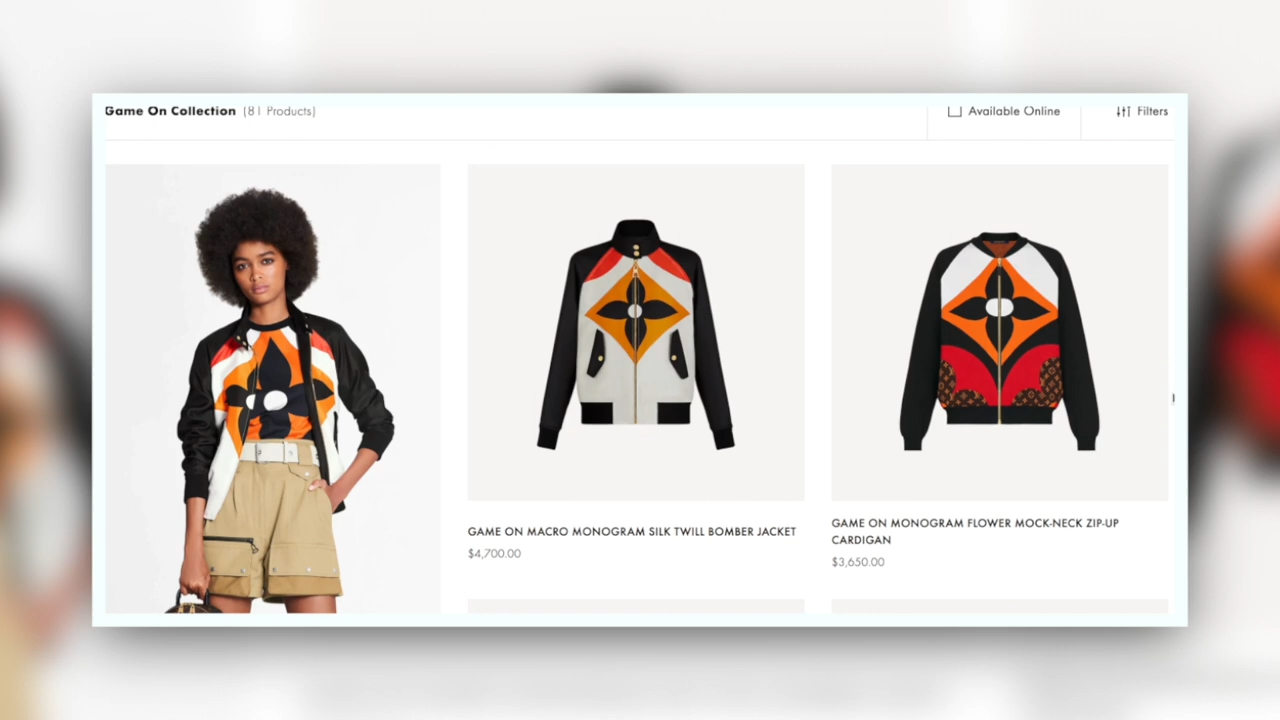 Game On Collection (81 Products)
Available Online
Filters
GAME ON MACRO MONOGRAM SILK TWILL BOMBER JACKET
$4,700.00
GAME ON MONOGRAM FLOWER MOCK-NECK ZIP-UP
CARDIGAN
$3,650.00